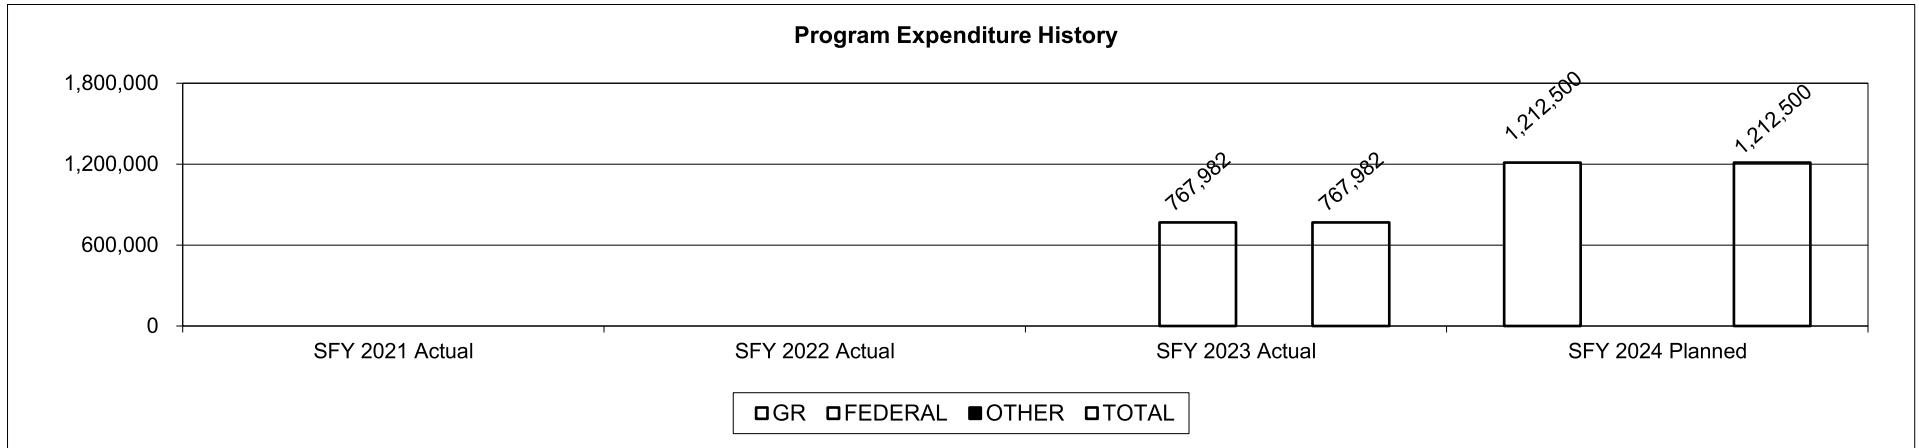 Program Expenditure History
1,800,000
1,200,000
600,000
0
767,982
767,982
1,212,500
1,212,500
SFY 2021 Actual
SFY 2022 Actual
SFY 2023 Actual
SFY 2024 Planned
GR FEDERAL OTHER TOTAL